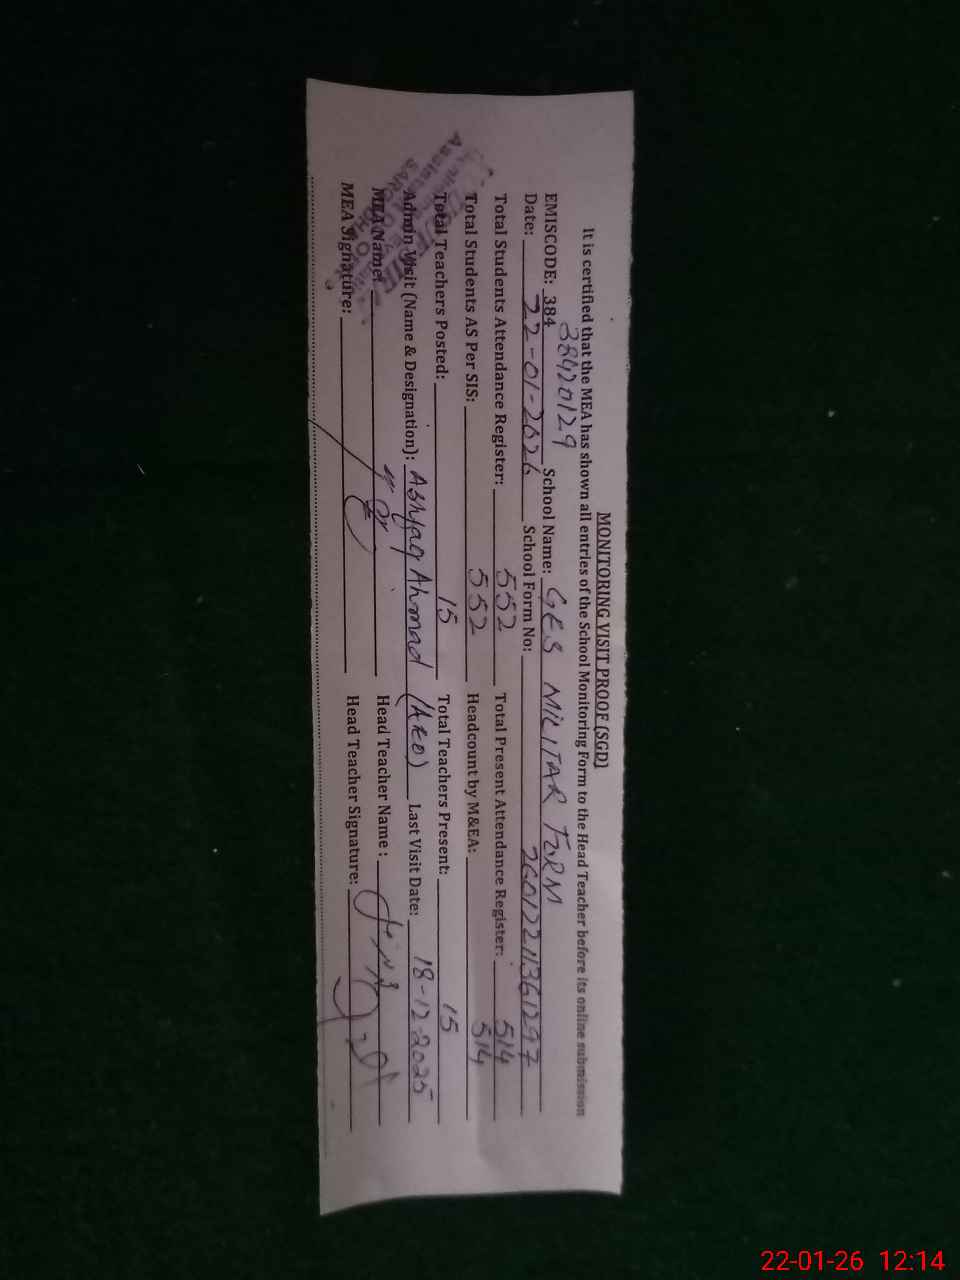 MONITORING VISIT PROOF [SGD]
It is certified that the MEA has shown all entries of the School Monitoring Form to the Head Teacher before its online submission
38420129
EMISCODE: 384 School Name: GES MILITAR FORM
Date: 22-01-2026 School Form No: 26012211361297
Total Students Attendance Register: 552 Total Present Attendance Register: 514
Total Students AS Per SIS: 552 Headcount by M&EA: 514
Total Teachers Posted: 15 Total Teachers Present: 15
Admin Visit (Name & Designation): Ashfaq Ahmad (AEO) Last Visit Date: 18-12-2025
MEA Name: Head Teacher Name:
MEA Signature: Head Teacher Signature:
22-01-26 12:14